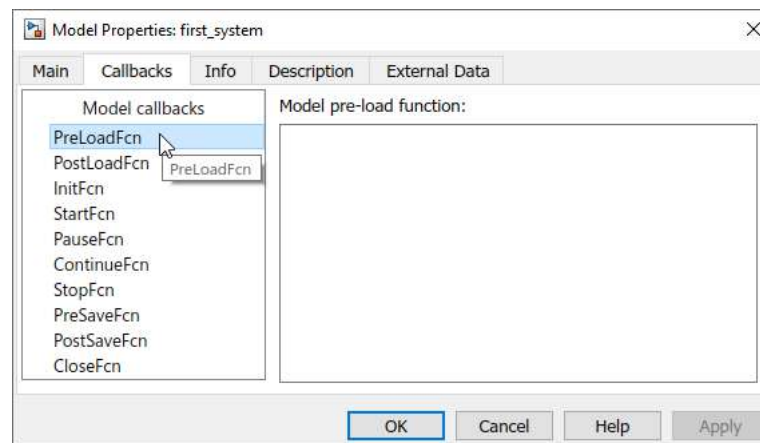 Model Properties: first_system
Main Callbacks Info Description External Data
Model callbacks
PreLoadFcn
PreLoadFcn
PostLoadFcn
InitFcn
StartFcn
PauseFcn
ContinueFcn
StopFcn
PreSaveFcn
PostSaveFcn
CloseFcn
Model pre-load function:
OK Cancel Help Apply